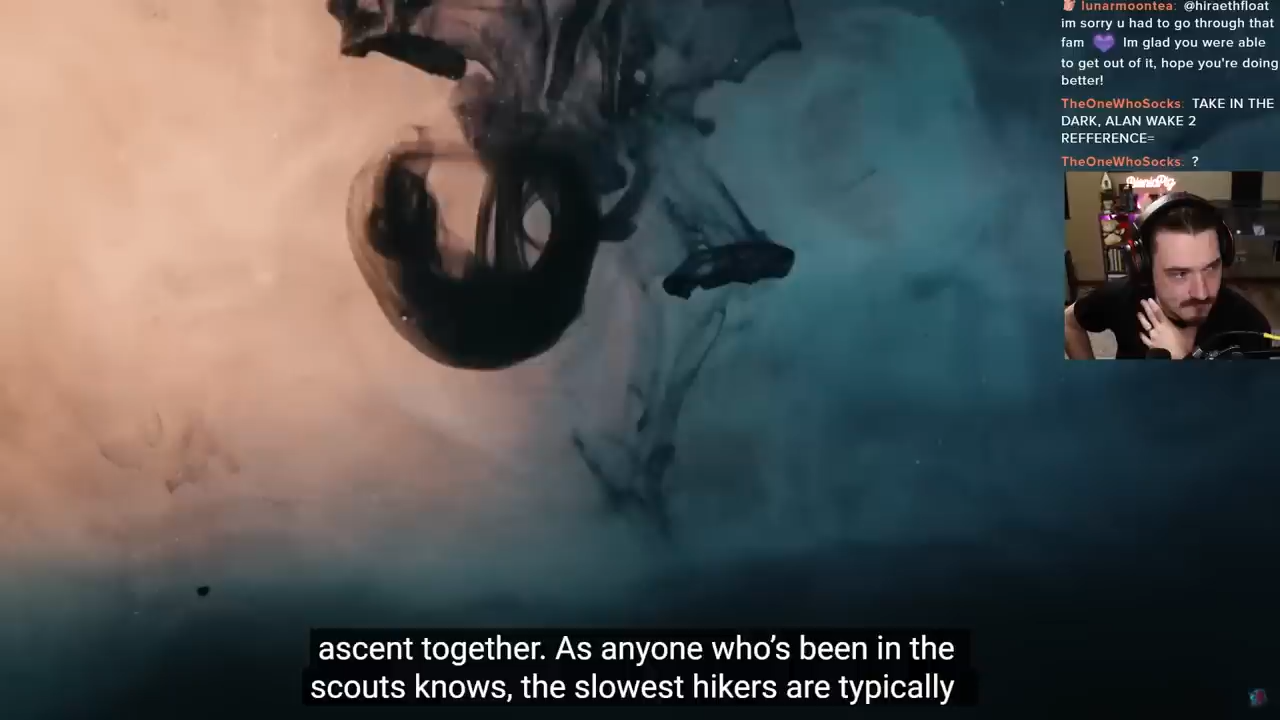 lunarmoontea: @hiraethfloat
im sorry u had to go through that
fam 💜 Im glad you were able
to get out of it, hope you're doing
better!
TheOneWhoSocks: TAKE IN THE
DARK, ALAN WAKE 2
REFFERENCE=
TheOneWhoSocks: ?
ascent together. As anyone who’s been in the
scouts knows, the slowest hikers are typically